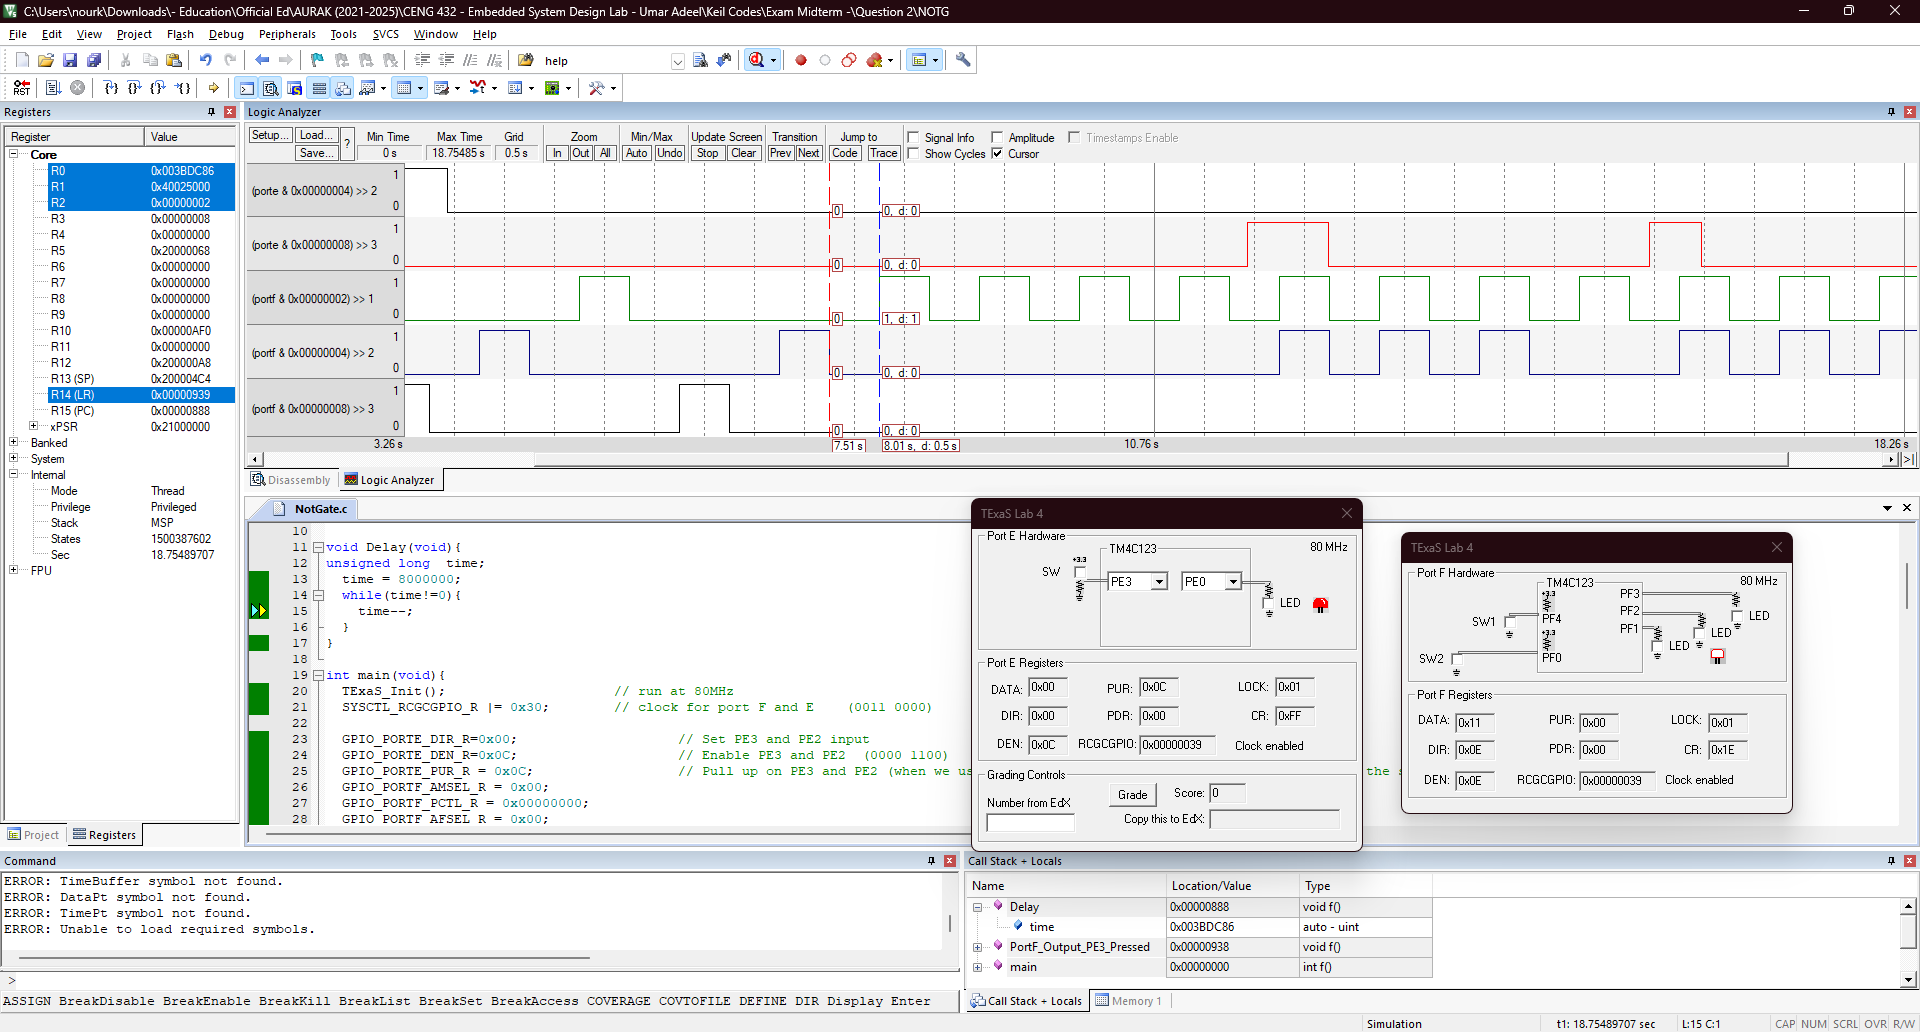 C:\Users\nourk\Downloads\- Education\Official Ed\AURAK (2021-2025)\CENG 432 - Embedded System Design Lab - Umar Adeel\Keil Codes\Exam Midterm -\Question 2\NOTG
File Edit View Project Flash Debug Peripherals Tools SVCS Window Help
help
RST
Registers
Register Value
Core
R0 0x003BDC86
R1 0x40025000
R2 0x00000002
R3 0x00000008
R4 0x00000000
R5 0x20000068
R6 0x00000000
R7 0x00000000
R8 0x00000000
R9 0x00000000
R10 0x00000AF0
R11 0x00000000
R12 0x200000A8
R13 (SP) 0x200004C4
R14 (LR) 0x00000939
R15 (PC) 0x00000888
xPSR 0x21000000
Banked
System
Internal
Mode Thread
Privilege Privileged
Stack MSP
States 1500387602
Sec 18.75489707
FPU
Project Registers
Logic Analyzer
Setup... Load... ? Min Time Max Time Grid Zoom Min/Max Update Screen Transition Jump to Signal Info Amplitude Timestamps Enable
Save... 0 s 18.75485 s 0.5 s In Out All Auto Undo Stop Clear Prev Next Code Trace Show Cycles Cursor
1
(porte & 0x00000004) >> 2
0 0 0, d: 0
1
(porte & 0x00000008) >> 3
0 0 0, d: 0
1
(portf & 0x00000002) >> 1
0 0 1, d: 1
1
(portf & 0x00000004) >> 2
0 0 0, d: 0
1
(portf & 0x00000008) >> 3
0 0 0, d: 0
3.26 s 7.51 s 8.01 s, d: 0.5 s 10.76 s 18.26 s
Disassembly Logic Analyzer
NotGate.c
10
11 void Delay(void){
12 unsigned long time;
13 time = 8000000;
14 while(time!=0){
15 time--;
16 }
17 }
18
19 int main(void){
20 TExaS_Init(); // run at 80MHz
21 SYSCTL_RCGCGPIO_R |= 0x30; // clock for port F and E (0011 0000)
22
23 GPIO_PORTE_DIR_R=0x00; // Set PE3 and PE2 input
24 GPIO_PORTE_DEN_R=0x0C; // Enable PE3 and PE2 (0000 1100)
25 GPIO_PORTE_PUR_R = 0x0C; // Pull up on PE3 and PE2 (when we us the s
26 GPIO_PORTF_AMSEL_R = 0x00;
27 GPIO_PORTF_PCTL_R = 0x00000000;
28 GPIO_PORTF_AFSEL_R = 0x00;
TExaS Lab 4
Port E Hardware
TM4C123 80 MHz
+3.3
SW PE3 PE0
LED
Port E Registers
DATA: 0x00 PUR: 0x0C LOCK: 0x01
DIR: 0x00 PDR: 0x00 CR: 0xFF
DEN: 0x0C RCGCGPIO: 0x00000039 Clock enabled
Grading Controls
Number from EdX Grade Score: 0
Copy this to EdX:
TExaS Lab 4
Port F Hardware
TM4C123 80 MHz
+3.3 PF3
PF2
SW1 PF4 LED
+3.3 PF1 LED
LED
SW2 PF0
Port F Registers
DATA: 0x11 PUR: 0x00 LOCK: 0x01
DIR: 0x0E PDR: 0x00 CR: 0x1E
DEN: 0x0E RCGCGPIO: 0x00000039 Clock enabled
Command
ERROR: TimeBuffer symbol not found.
ERROR: DataPt symbol not found.
ERROR: TimePt symbol not found.
ERROR: Unable to load required symbols.
>
ASSIGN BreakDisable BreakEnable BreakKill BreakList BreakSet BreakAccess COVERAGE COVTOFILE DEFINE DIR Display Enter
Call Stack + Locals
Name Location/Value Type
Delay 0x00000888 void f()
time 0x003BDC86 auto - uint
PortF_Output_PE3_Pressed 0x00000938 void f()
main 0x00000000 int f()
Call Stack + Locals Memory 1
Simulation t1: 18.75489707 sec L:15 C:1 CAP NUM SCRL OVR R/W